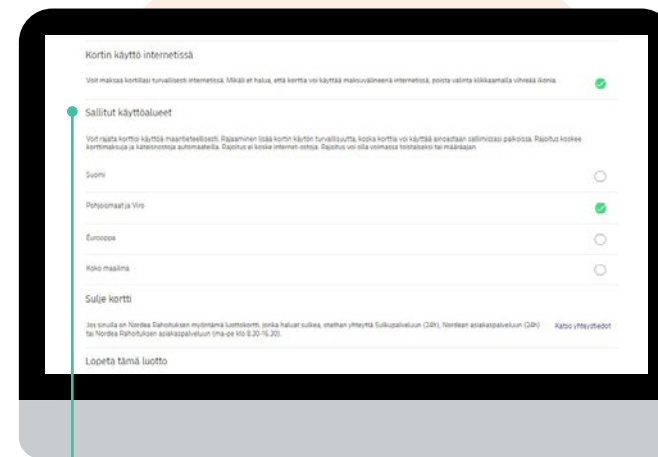 Kortin käyttö internetissä
Voit maksaa kortillasi turvallisesti internetissä. Mikäli et halua, että korttia voi käyttää maksuvälineenä internetissä, poista valinta klikkaamalla vihreää ikonia.
Sallitut käyttöalueet
Voit rajata korttisi käyttöä maantieteellisesti. Rajaaminen lisää kortin käytön turvallisuutta, koska korttia voi käyttää ainoastaan sallimissasi paikoissa. Rajoitus koskee
korttimaksuja ja käteisnostoja automaateilla. Rajoitus ei koske internet-ostoja. Rajoitus voi olla voimassa toistaiseksi tai määräajan.
Suomi
Pohjoismaat ja Viro
Eurooppa
Koko maailma
Sulje kortti
Jos sinulla on Nordea Rahoituksen myöntämä luottokortti, jonka haluat sulkea, otathan yhteyttä Sulkupalveluun (24h), Nordean asiakaspalveluun (24h)
tai Nordea Rahoituksen asiakaspalveluun (ma-pe klo 8.20-16.20).
Katso yhteystiedot
Lopeta tämä luotto